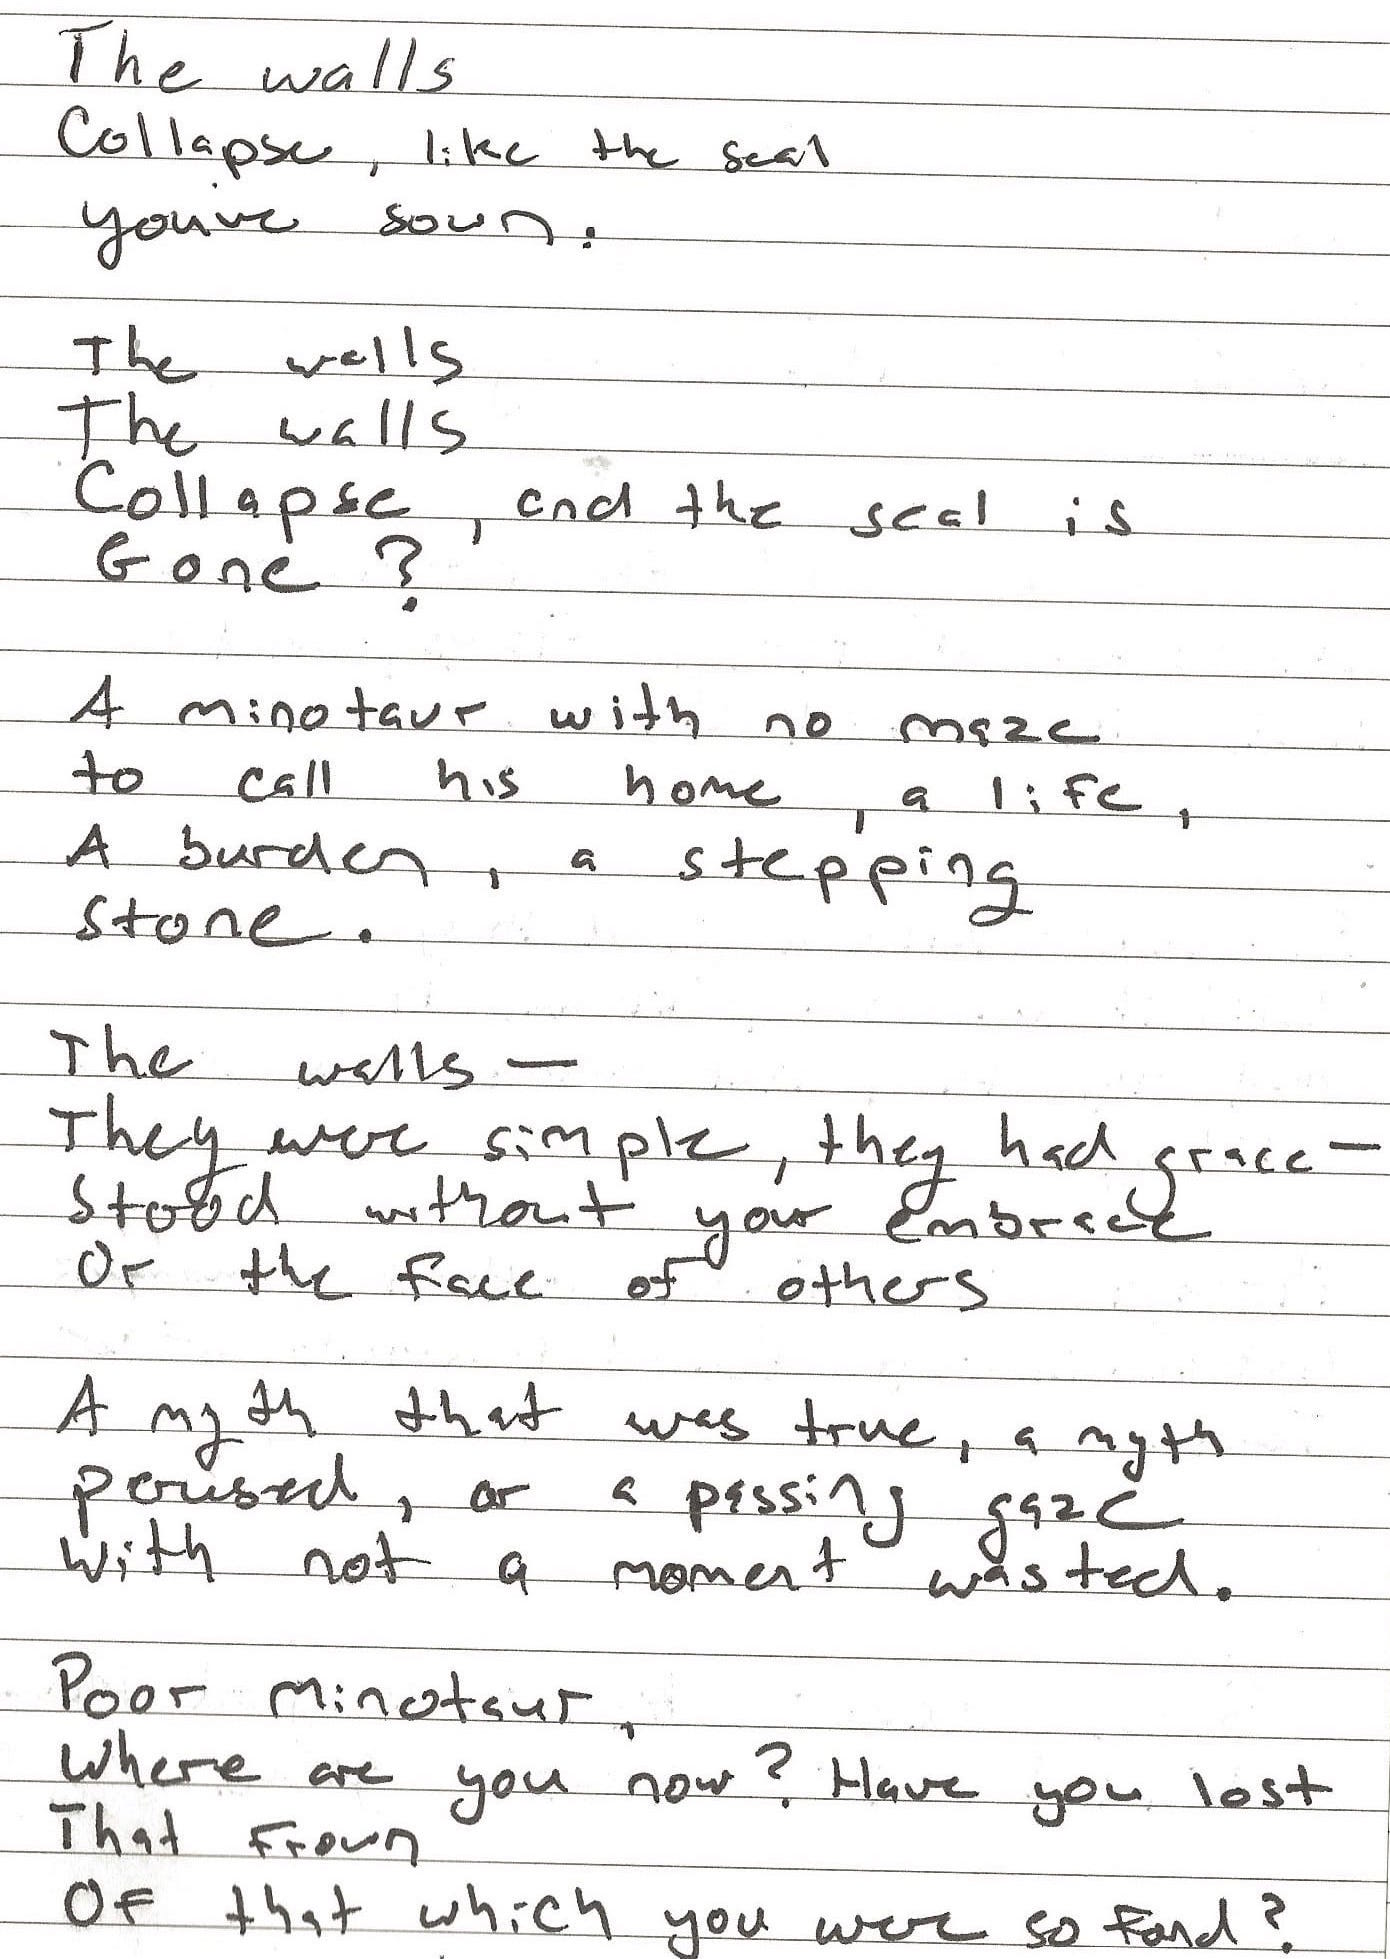 The walls
Collapse, like the seal
you've sown.
The walls
The walls
Collapse, and the seal is
Gone?
A minotaur with no maze
to call his home, a life,
A burden, a stepping
stone.
The walls —
They were simple, they had grace —
Stood without your embrace
Or the face of others
A myth that was true, a myth
perused, or a passing gaze
With not a moment wasted.
Poor Minotaur,
Where are you now? Have you lost
That frown
Of that which you were so fond?